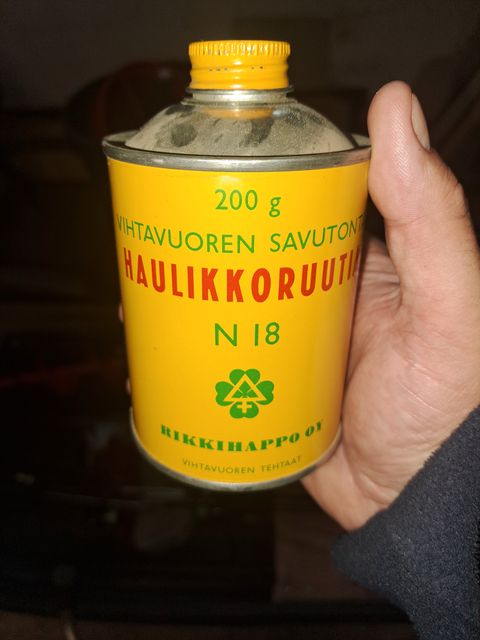 200 g
VIHTAVUOREN SAVUTONT
HAULIKKORUUTI
N 18
RIKKIHAPPO OY
VIHTAVUOREN TEHTAAT